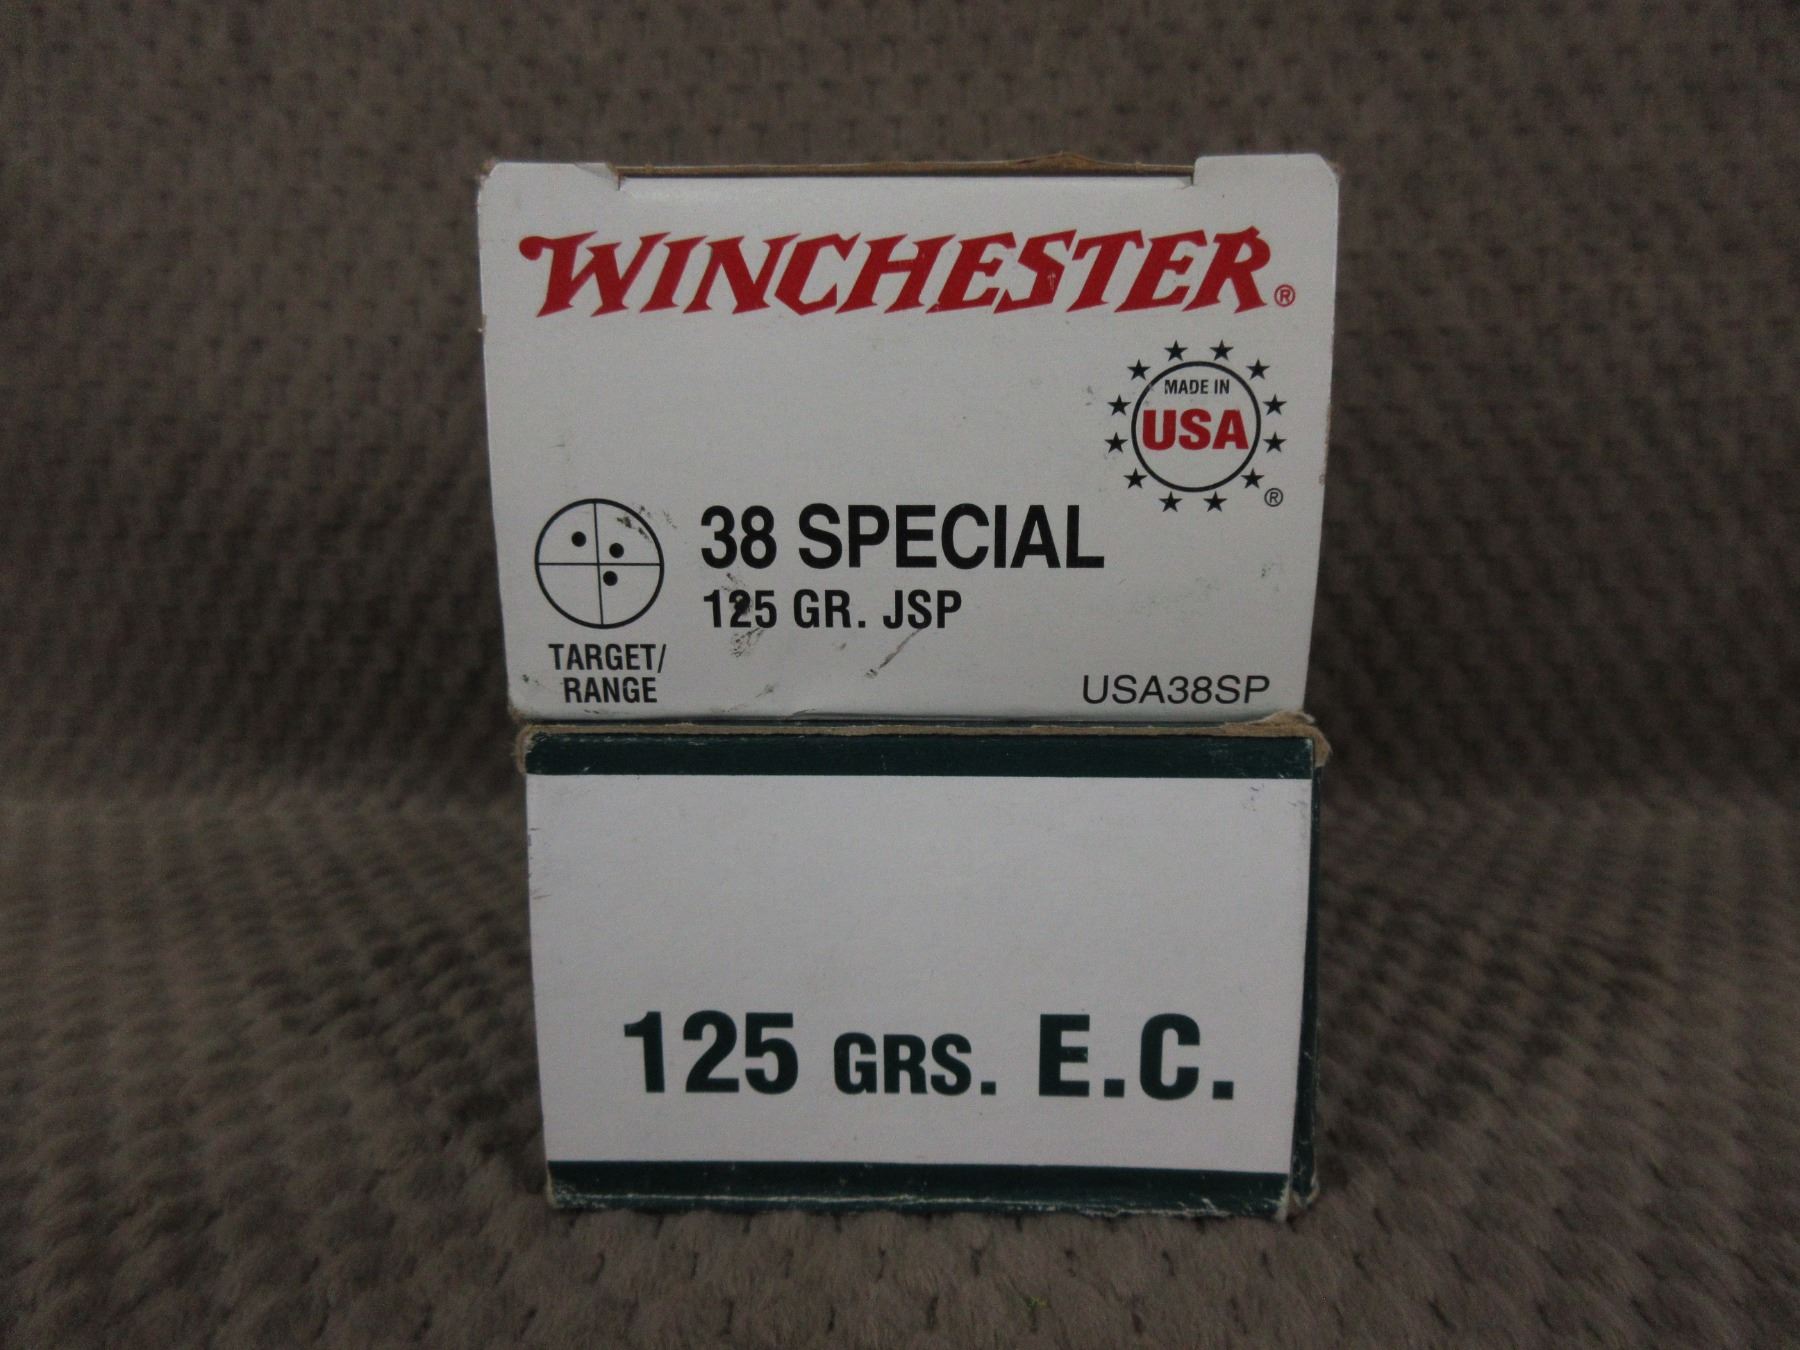 WINCHESTER®
MADE IN
USA
®
38 SPECIAL
125 GR. JSP
TARGET/
RANGE
USA38SP
125 GRS. E.C.